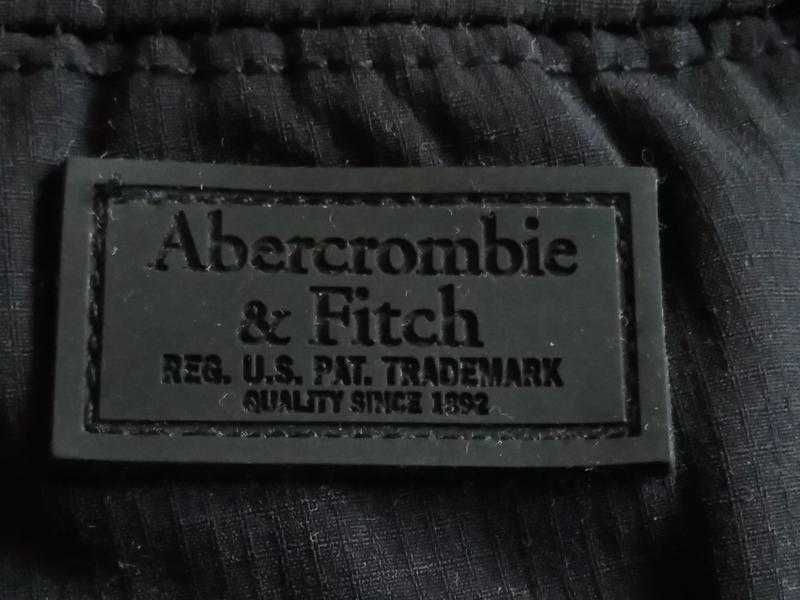 Abercrombie
& Fitch
REG. U.S. PAT. TRADEMARK
QUALITY SINCE 1892